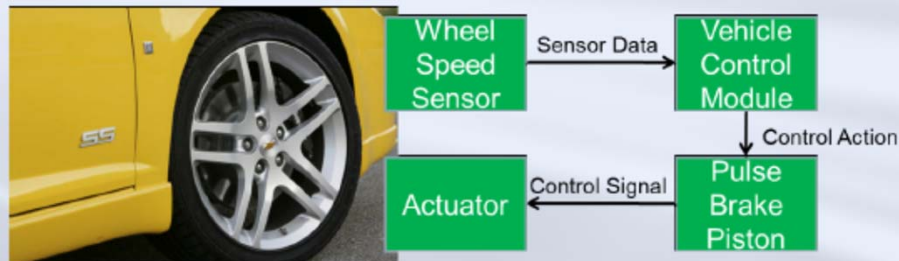 SS
Wheel
Speed
Sensor
Sensor Data
Vehicle
Control
Module
Control Action
Pulse
Brake
Piston
Control Signal
Actuator